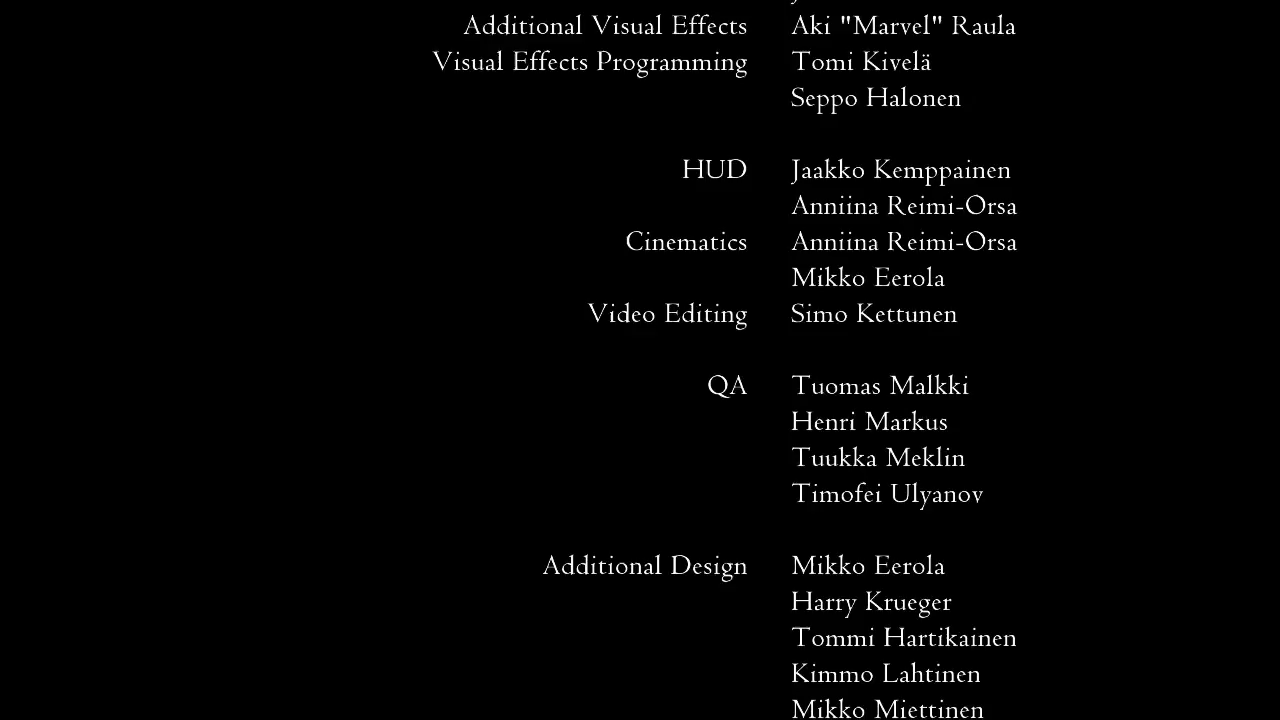 Additional Visual Effects Aki "Marvel" Raula
Visual Effects Programming Tomi Kivelä
Seppo Halonen
HUD Jaakko Kemppainen
Anniina Reimi-Orsa
Cinematics Anniina Reimi-Orsa
Mikko Eerola
Video Editing Simo Kettunen
QA Tuomas Malkki
Henri Markus
Tuukka Meklin
Timofei Ulyanov
Additional Design Mikko Eerola
Harry Krueger
Tommi Hartikainen
Kimmo Lahtinen
Mikko Miettinen